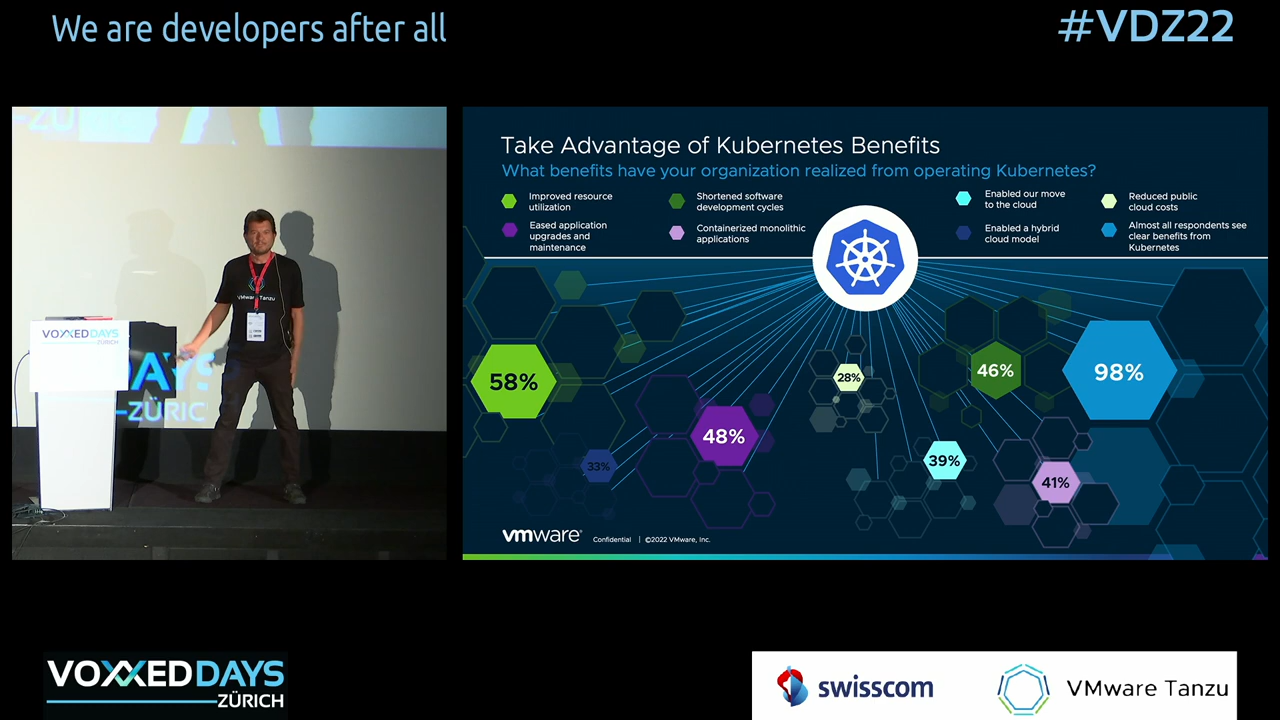 We are developers after all
#VDZ22
VMware Tanzu
VOXXEDDAYS
ZÜRICH
DAYS
ZÜRIC
Take Advantage of Kubernetes Benefits
What benefits have your organization realized from operating Kubernetes?
Improved resource
utilization
Eased application
upgrades and
maintenance
Shortened software
development cycles
Containerized monolithic
applications
Enabled our move
to the cloud
Enabled a hybrid
cloud model
Reduced public
cloud costs
Almost all respondents see
clear benefits from
Kubernetes
58%
33%
48%
28%
39%
46%
41%
98%
vmware® Confidential | ©2022 VMware, Inc.
VOXXEDDAYS
ZÜRICH
swisscom
VMware Tanzu